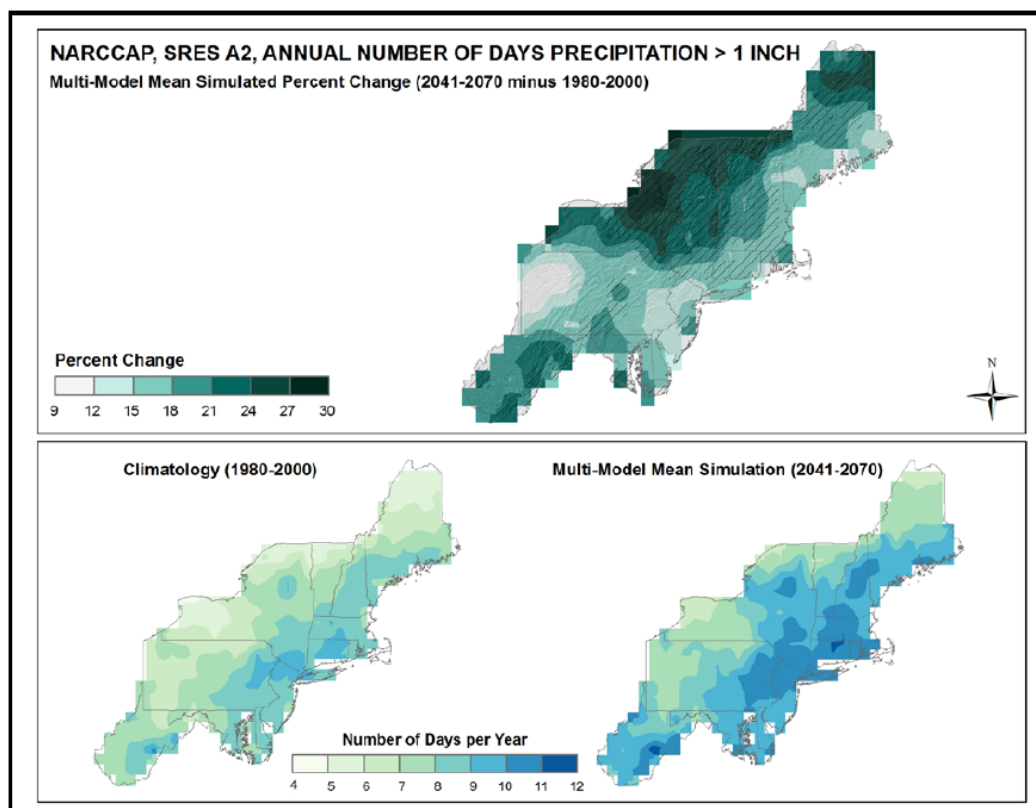 NARCCAP, SRES A2, ANNUAL NUMBER OF DAYS PRECIPITATION > 1 INCH
Multi-Model Mean Simulated Percent Change (2041-2070 minus 1980-2000)
Percent Change
9 12 15 18 21 24 27 30
N
Climatology (1980-2000)
Multi-Model Mean Simulation (2041-2070)
Number of Days per Year
4 5 6 7 8 9 10 11 12